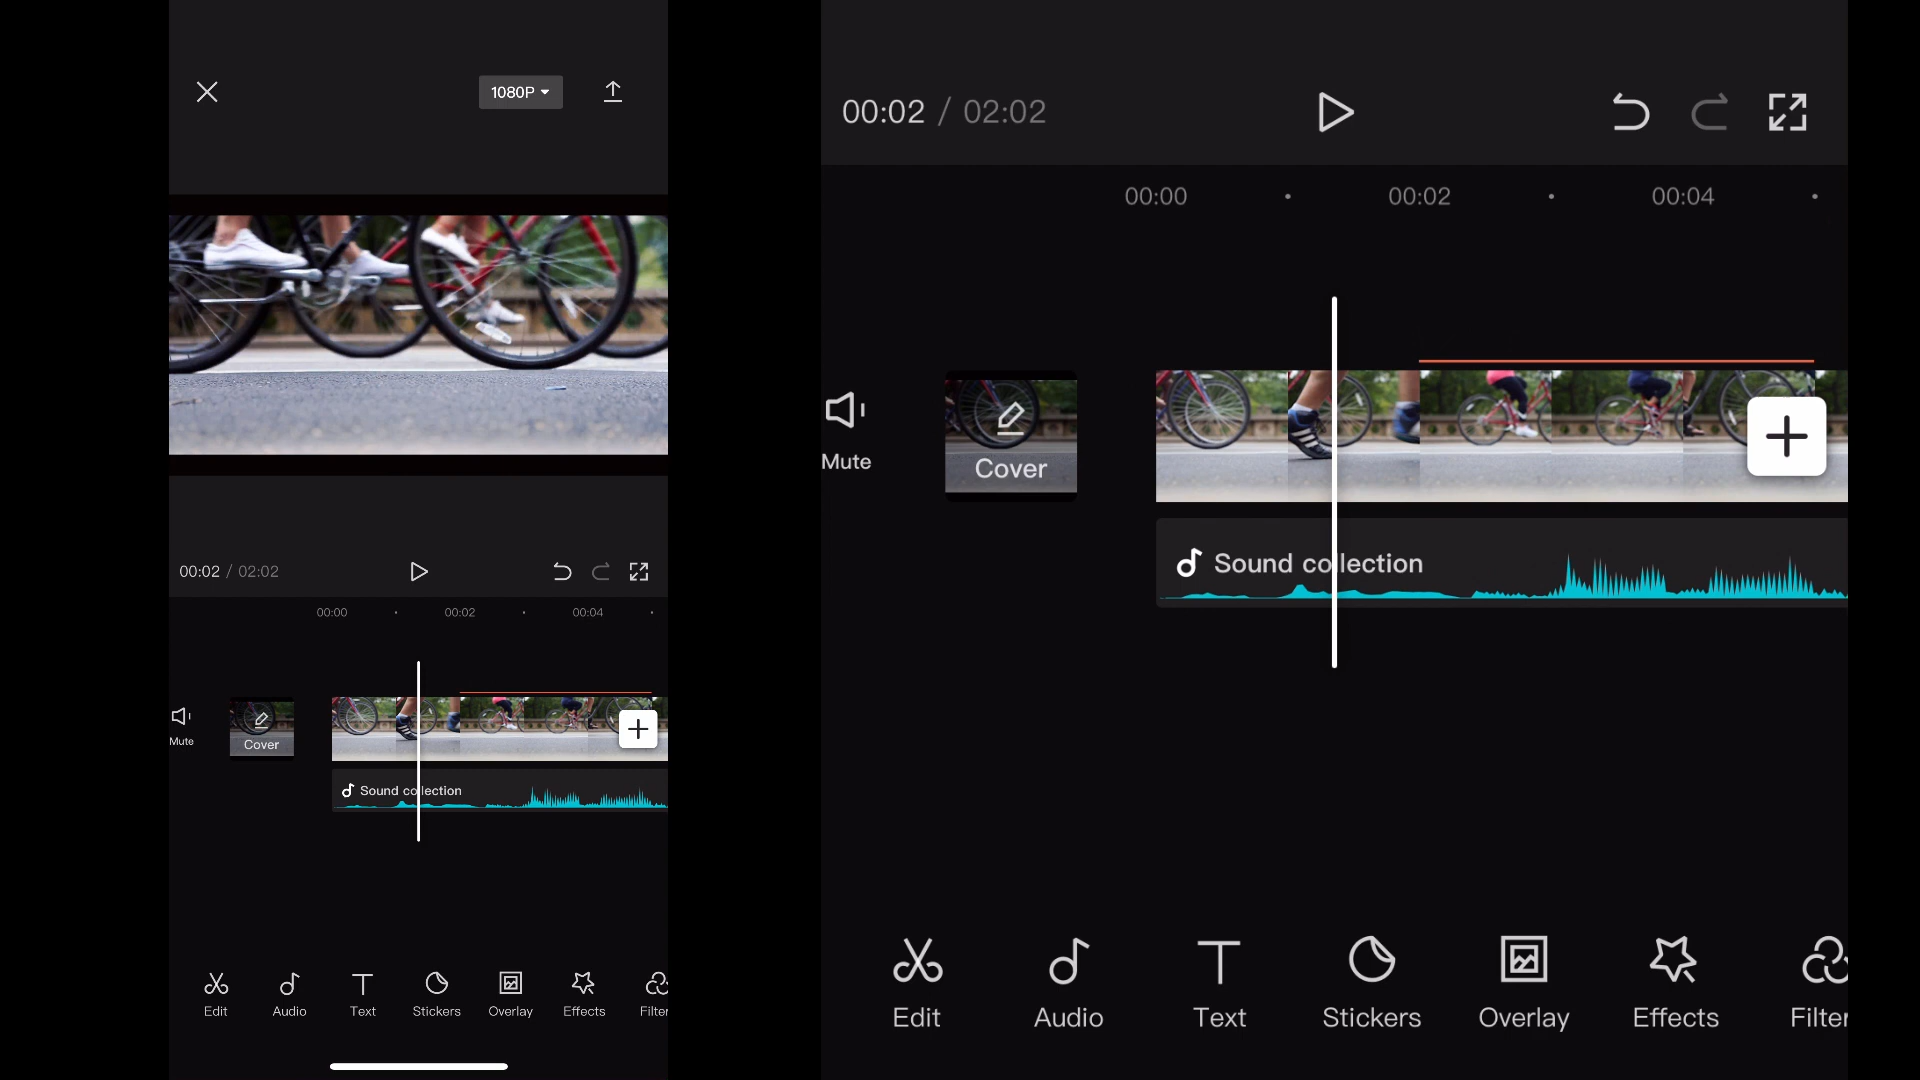 1080P
00:02 / 02:02
00:00 00:02 00:04
Mute
Cover
Sound collection
Edit Audio Text Stickers Overlay Effects Filter
00:02 / 02:02
00:00 00:02 00:04
Mute
Cover
Sound collection
Edit Audio Text Stickers Overlay Effects Filter